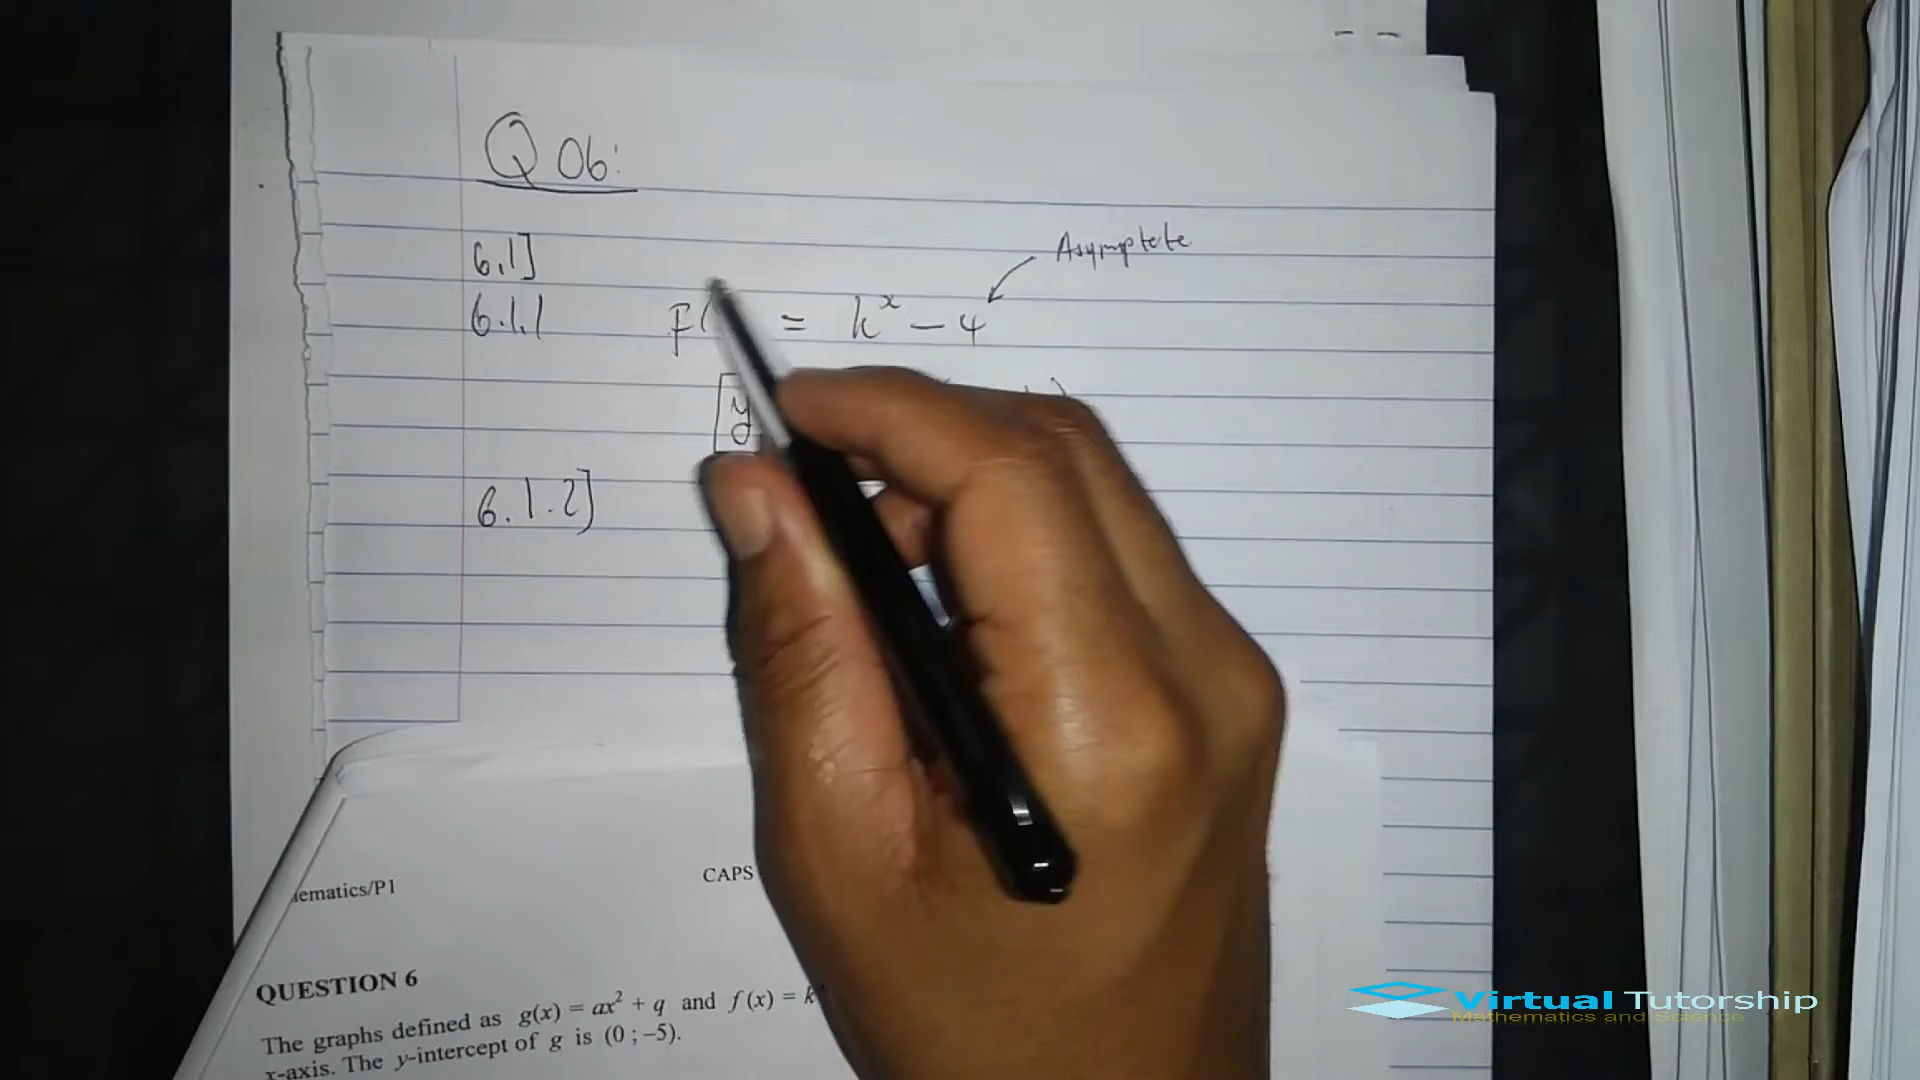 Q 06:
6.1]
Asymptote
6.1.1 F( = k^x - 4
y
6.1.2]
ematics/P1 CAPS
QUESTION 6
The graphs defined as g(x) = ax² + q and f(x) = k
x-axis. The y-intercept of g is (0 ; –5).
Virtual Tutorship
Mathematics and Science